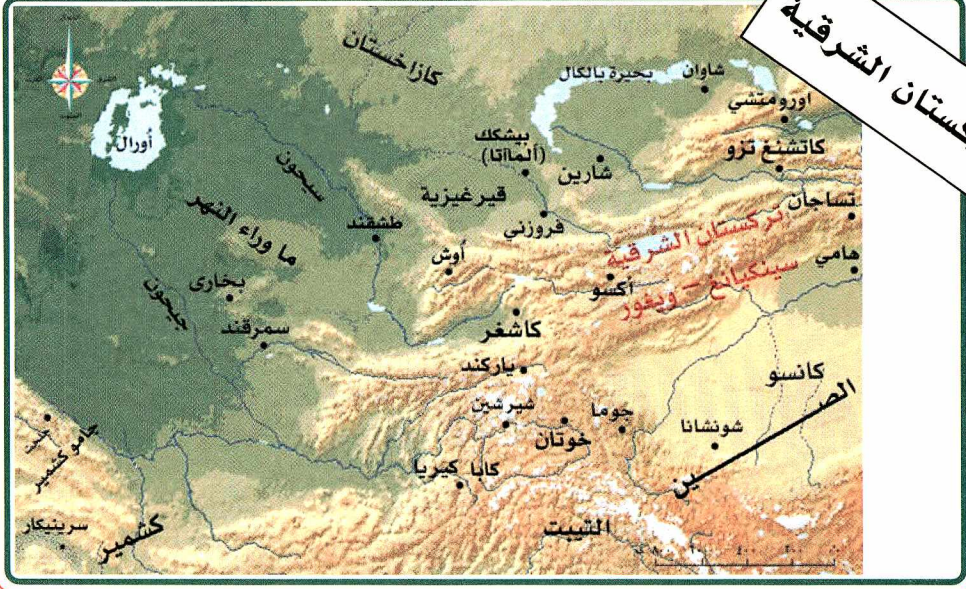 كستان الشرقية
كازاخستان
بحيرة بالكال
شاوان
اورومتشي
أورال
بيشكك
(ألماآتا)
شارين
كاتشنغ تزو
سيحون
قيرغيزية
تساجان
ما وراء النهر
طشقند
فروزني
تركستان الشرقية
أوش
هامي
بخارى
أكسو
سينكيانغ - ويغور
جيحون
كاشغر
سمرقند
ياركند
كانسو
الصين
شيرشين
جوما
خوتان
شونشانا
جامو كشمير
كابا كيريا
سرينيكار
كشمير
التيبت